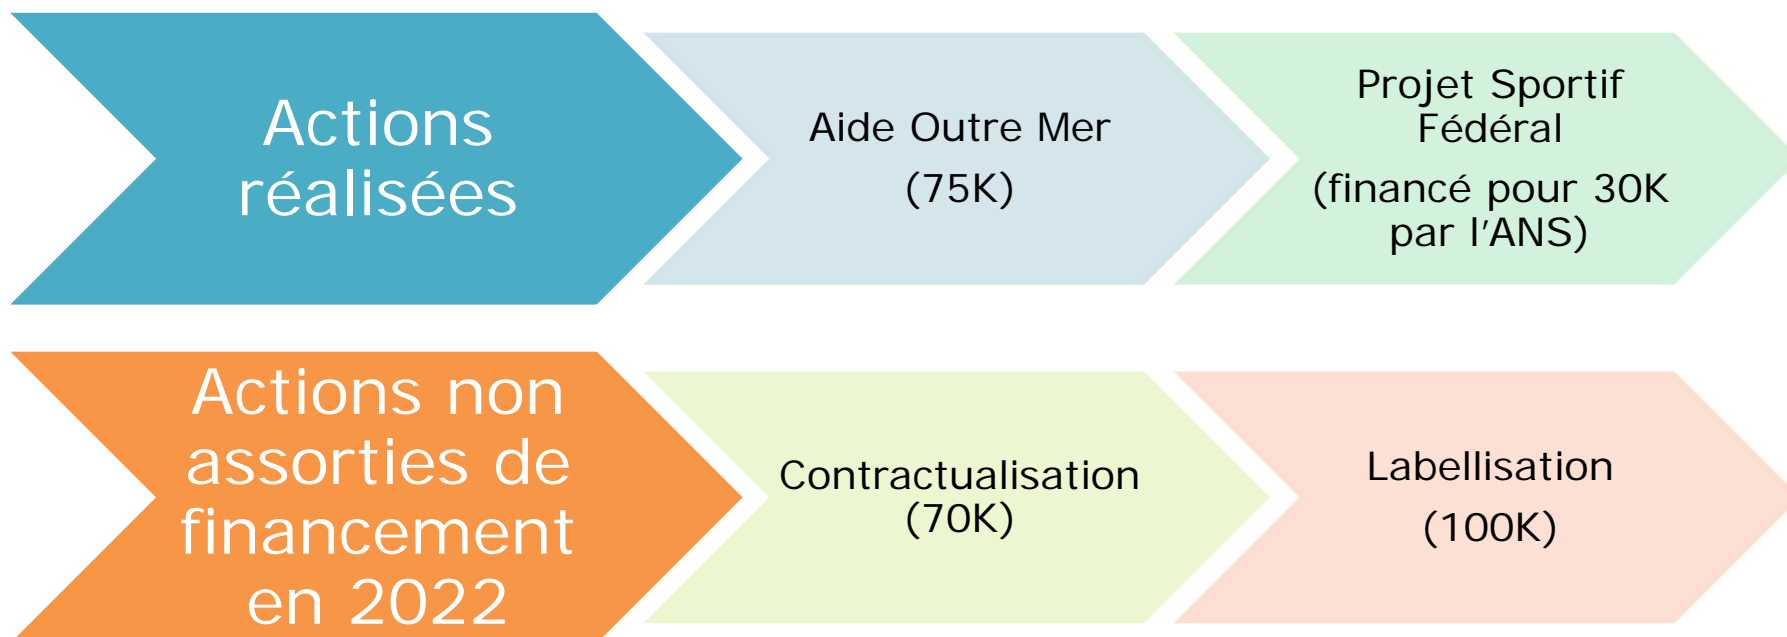 Actions
réalisées
Aide Outre Mer
(75K)
Projet Sportif
Fédéral
(financé pour 30K
par l’ANS)
Actions non
assorties de
financement
en 2022
Contractualisation
(70K)
Labellisation
(100K)